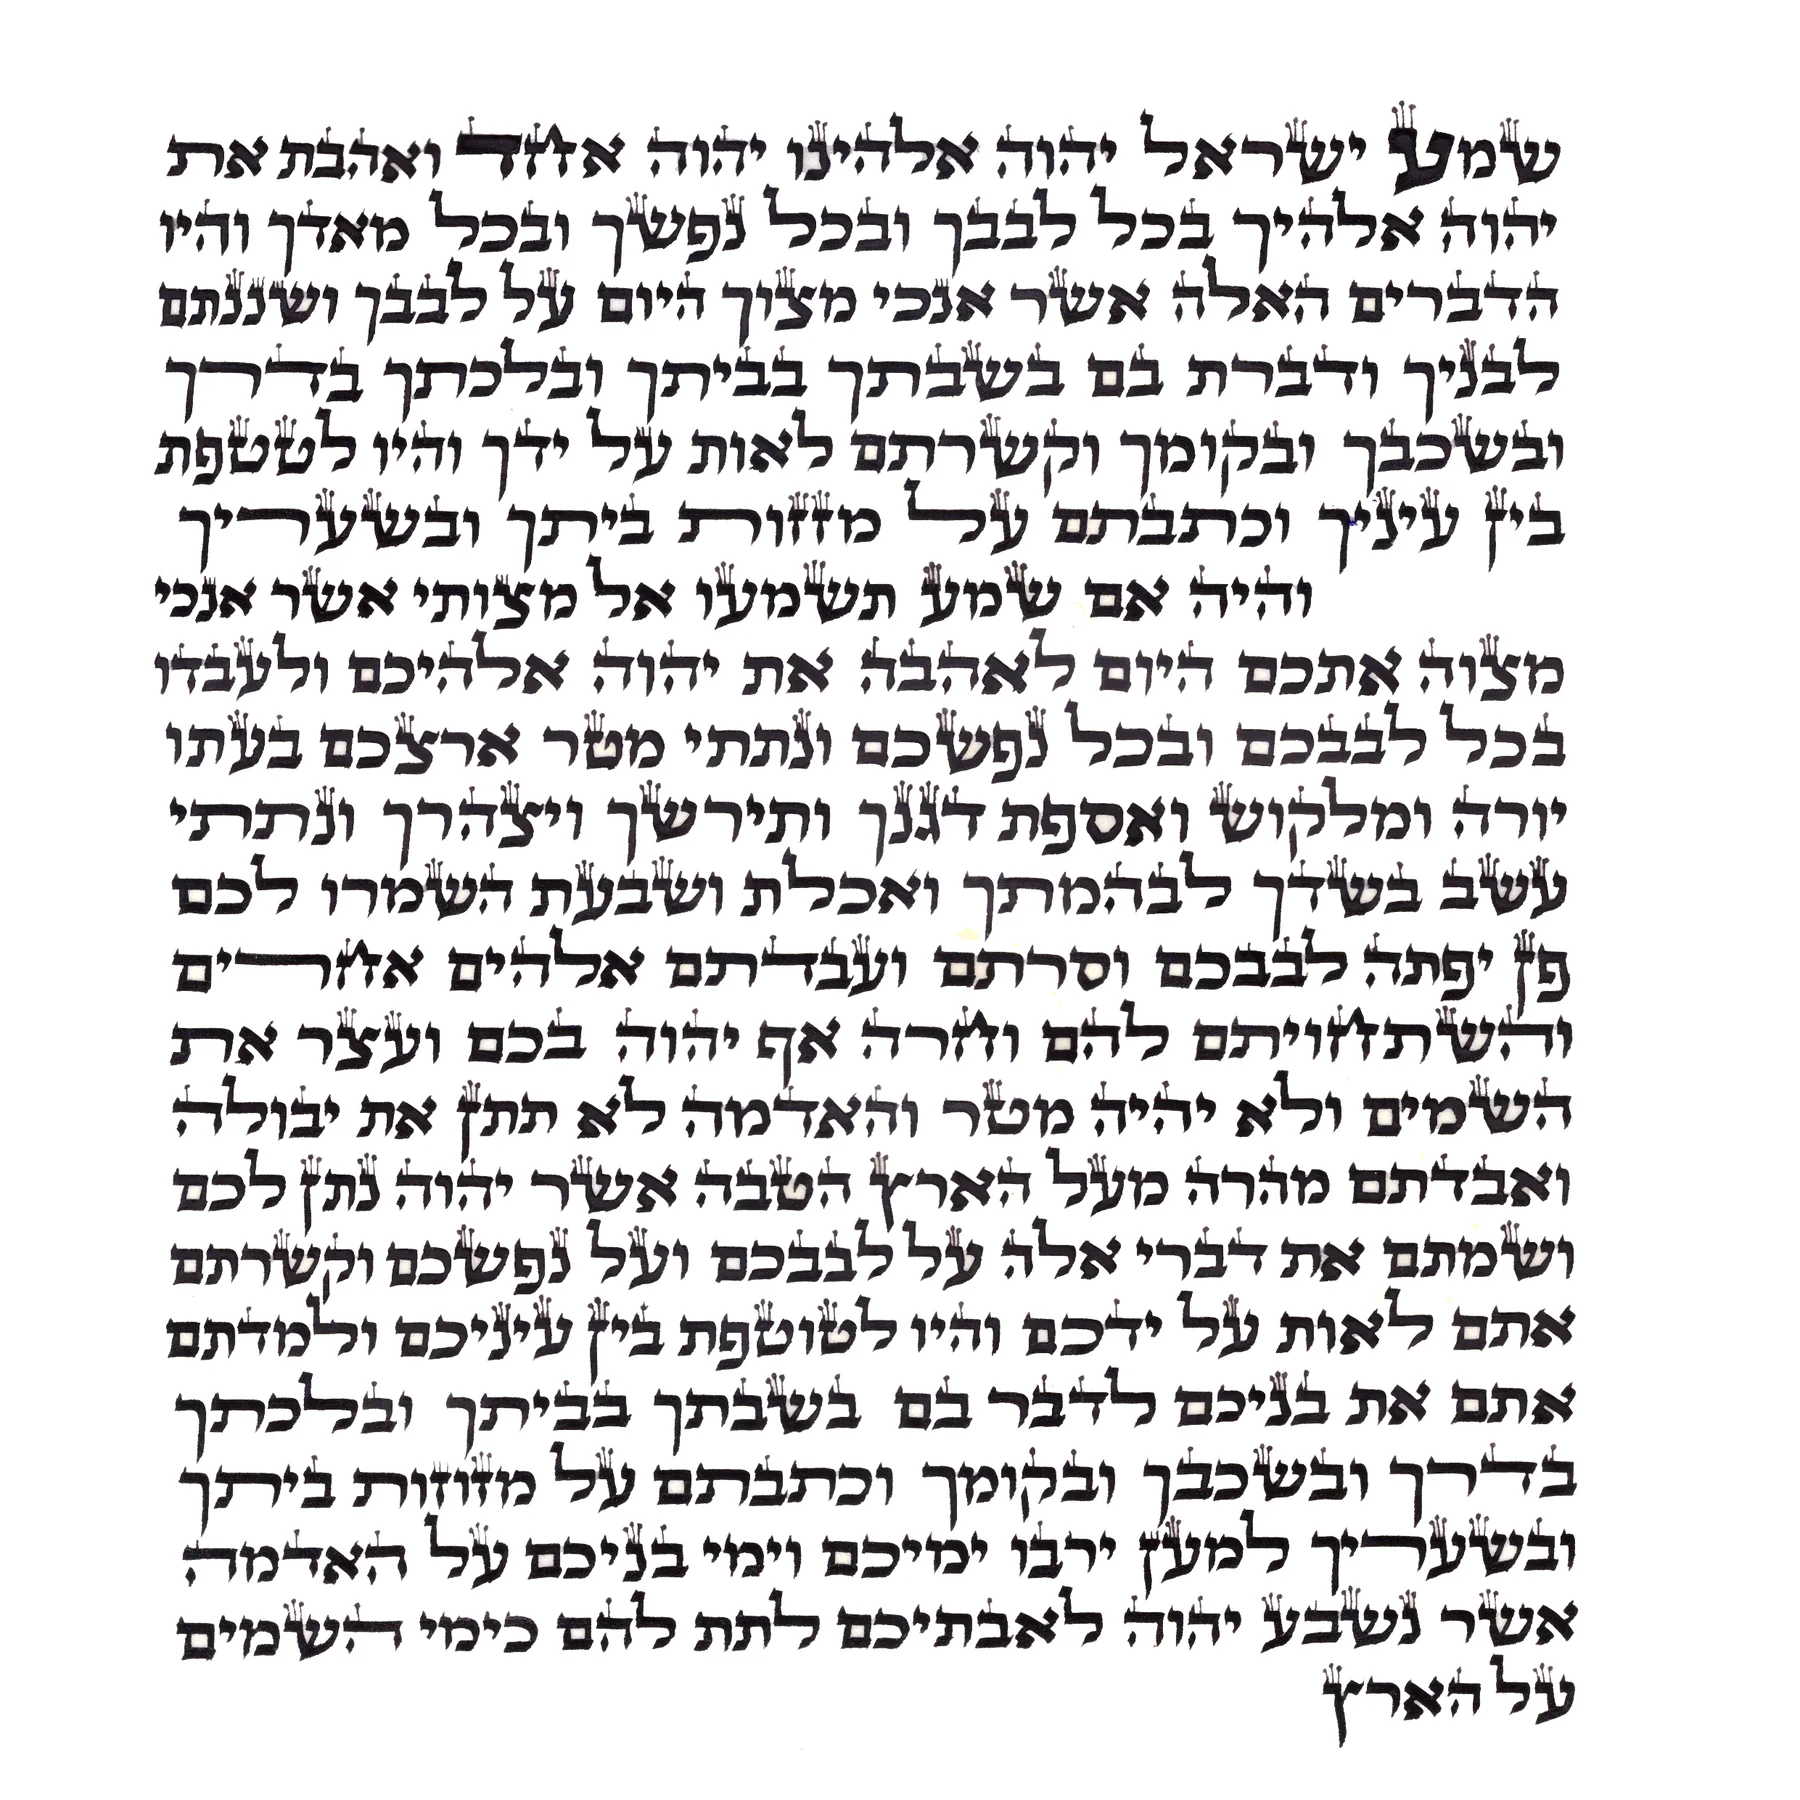 שמע ישראל יהוה אלהינו יהוה אחד ואהבת את
יהוה אלהיך בכל לבבך ובכל נפשך ובכל מאדך והיו
הדברים האלה אשר אנכי מצוך היום על לבבך ושננתם
לבניך ודברת בם בשבתך בביתך ובלכתך בדרך
ובשכבך ובקומך וקשרתם לאות על ידך והיו לטטפת
בין עיניך וכתבתם על מזזות ביתך ובשעריך
והיה אם שמע תשמעו אל מצותי אשר אנכי
מצוה אתכם היום לאהבה את יהוה אלהיכם ולעבדו
בכל לבבכם ובכל נפשכם ונתתי מטר ארצכם בעתו
יורה ומלקוש ואספת דגנך ותירשך ויצהרך ונתתי
עשב בשדך לבהמתך ואכלת ושבעת השמרו לכם
פן יפתה לבבכם וסרתם ועבדתם אלהים אחרים
והשתחויתם להם וחרה אף יהוה בכם ועצר את
השמים ולא יהיה מטר והאדמה לא תתן את יבולה
ואבדתם מהרה מעל הארץ הטבה אשר יהוה נתן לכם
ושמתם את דברי אלה על לבבכם ועל נפשכם וקשרתם
אתם לאות על ידכם והיו לטוטפת בין עיניכם ולמדתם
אתם את בניכם לדבר בם בשבתך בביתך ובלכתך
בדרך ובשכבך ובקומך וכתבתם על מזוזות ביתך
ובשעריך למען ירבו ימיכם וימי בניכם על האדמה
אשר נשבע יהוה לאבתיכם לתת להם כימי השמים
על הארץ